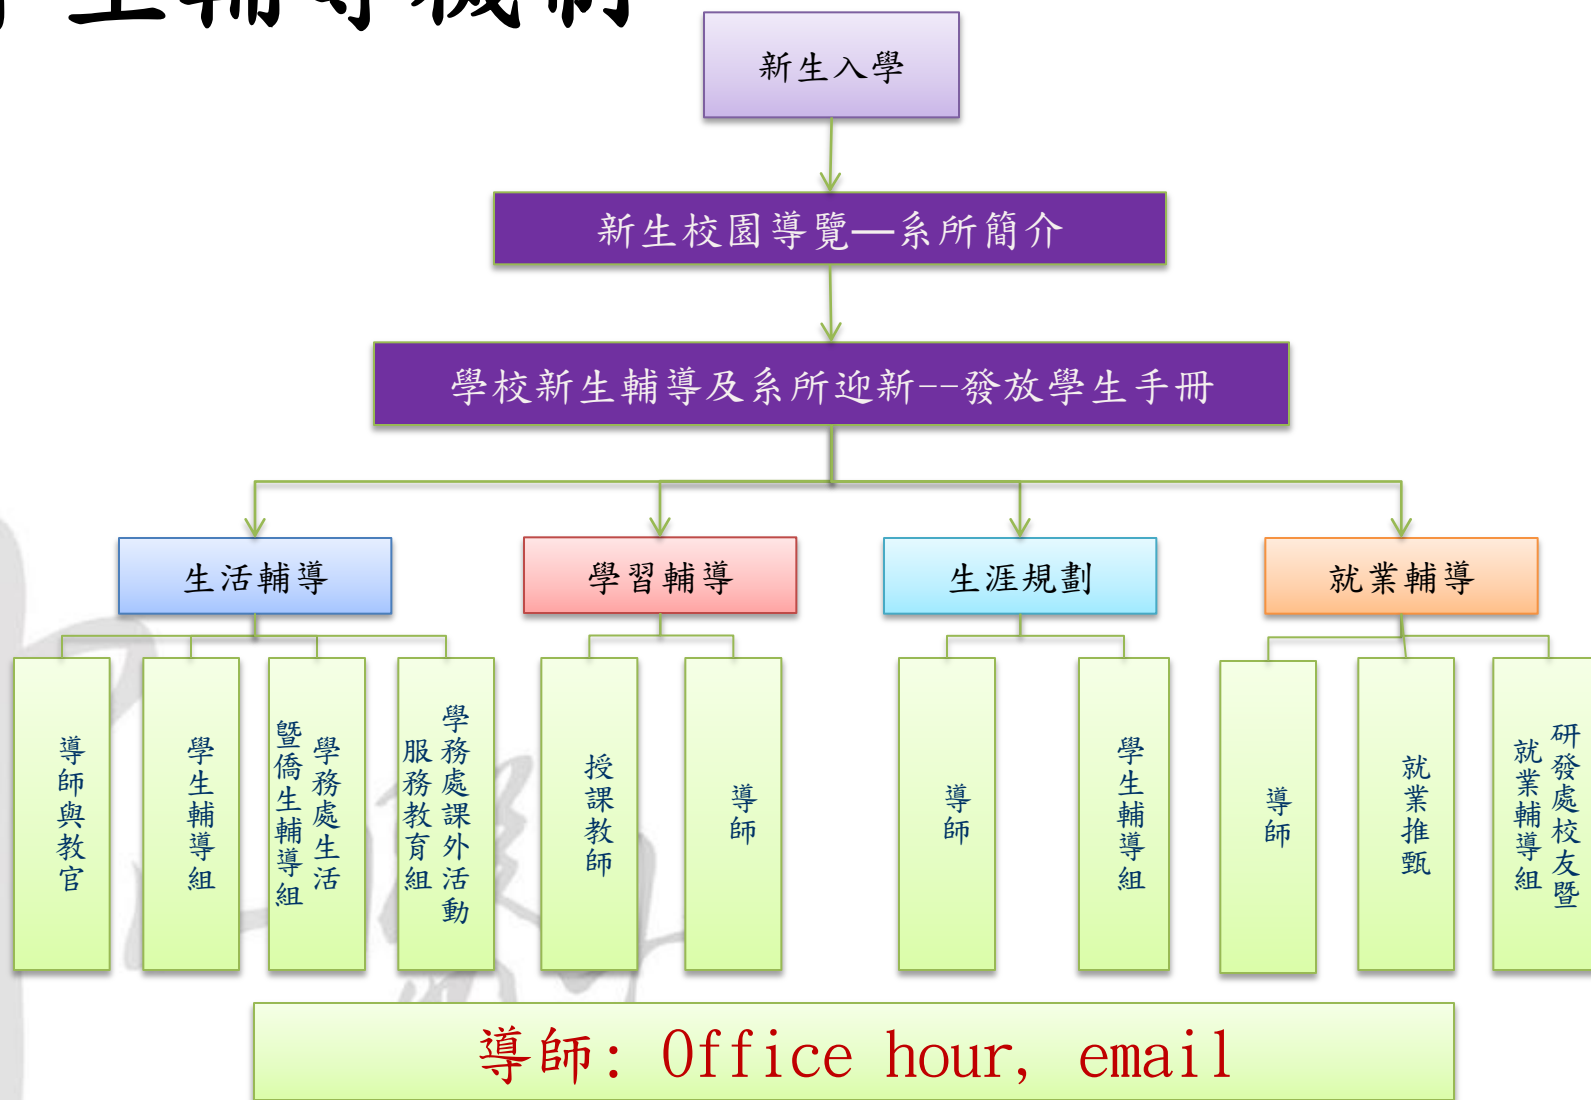 學生輔導機制
新生入學
新生校園導覽—系所簡介
學校新生輔導及系所迎新--發放學生手冊
生活輔導
學習輔導
生涯規劃
就業輔導
導師與教官
學生輔導組
學務處生活
暨僑生輔導組
學務處課外活動
服務教育組
授課教師
導師
導師
學生輔導組
導師
就業推甄
研發處校友暨
就業輔導組
導師: Office hour, email